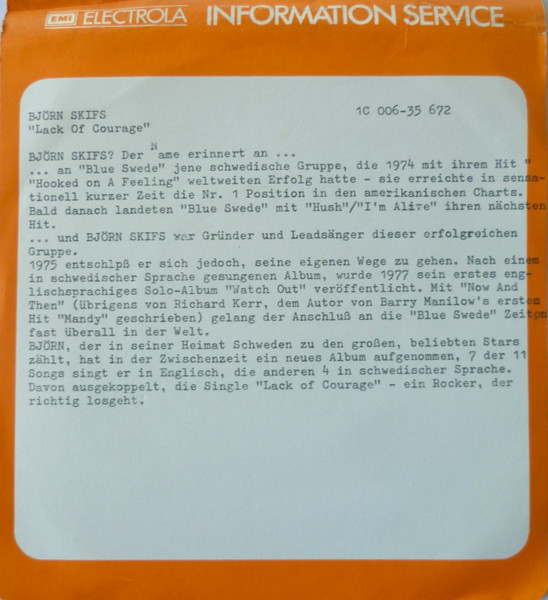 EMI ELECTROLA INFORMATION SERVICE
BJÖRN SKIFS 1C 006-35 672
"Lack Of Courage"
BJÖRN SKIFS? Der Name erinnert an ...
... an "Blue Swede" jene schwedische Gruppe, die 1974 mit ihrem Hit "
"Hooked on A Feeling" weltweiten Erfolg hatte - sie erreichte in sensa-
tionell kurzer Zeit die Nr. 1 Position in den amerikanischen Charts.
Bald danach landeten "Blue Swede" mit "Hush"/"I'm Alive" ihren nächsten
Hit.
... und BJÖRN SKIFS war Gründer und Leadsänger dieser erfolgreichen
Gruppe.
1975 entschlpß er sich jedoch, seine eigenen Wege zu gehen. Nach einem
in schwedischer Sprache gesungenen Album, wurde 1977 sein erstes eng-
lischsprachiges Solo-Album "Watch Out" veröffentlicht. Mit "Now And
Then" (übrigens von Richard Kerr, dem Autor von Barry Manilow's erstem
Hit "Mandy" geschrieben) gelang der Anschluß an die "Blue Swede" Zeiten
fast überall in der Welt.
BJÖRN, der in seiner Heimat Schweden zu den großen, beliebten Stars
zählt, hat in der Zwischenzeit ein neues Album aufgenommen, 7 der 11
Songs singt er in Englisch, die anderen 4 in schwedischer Sprache.
Davon ausgekoppelt, die Single "Lack of Courage" - ein Rocker, der
richtig losgeht.